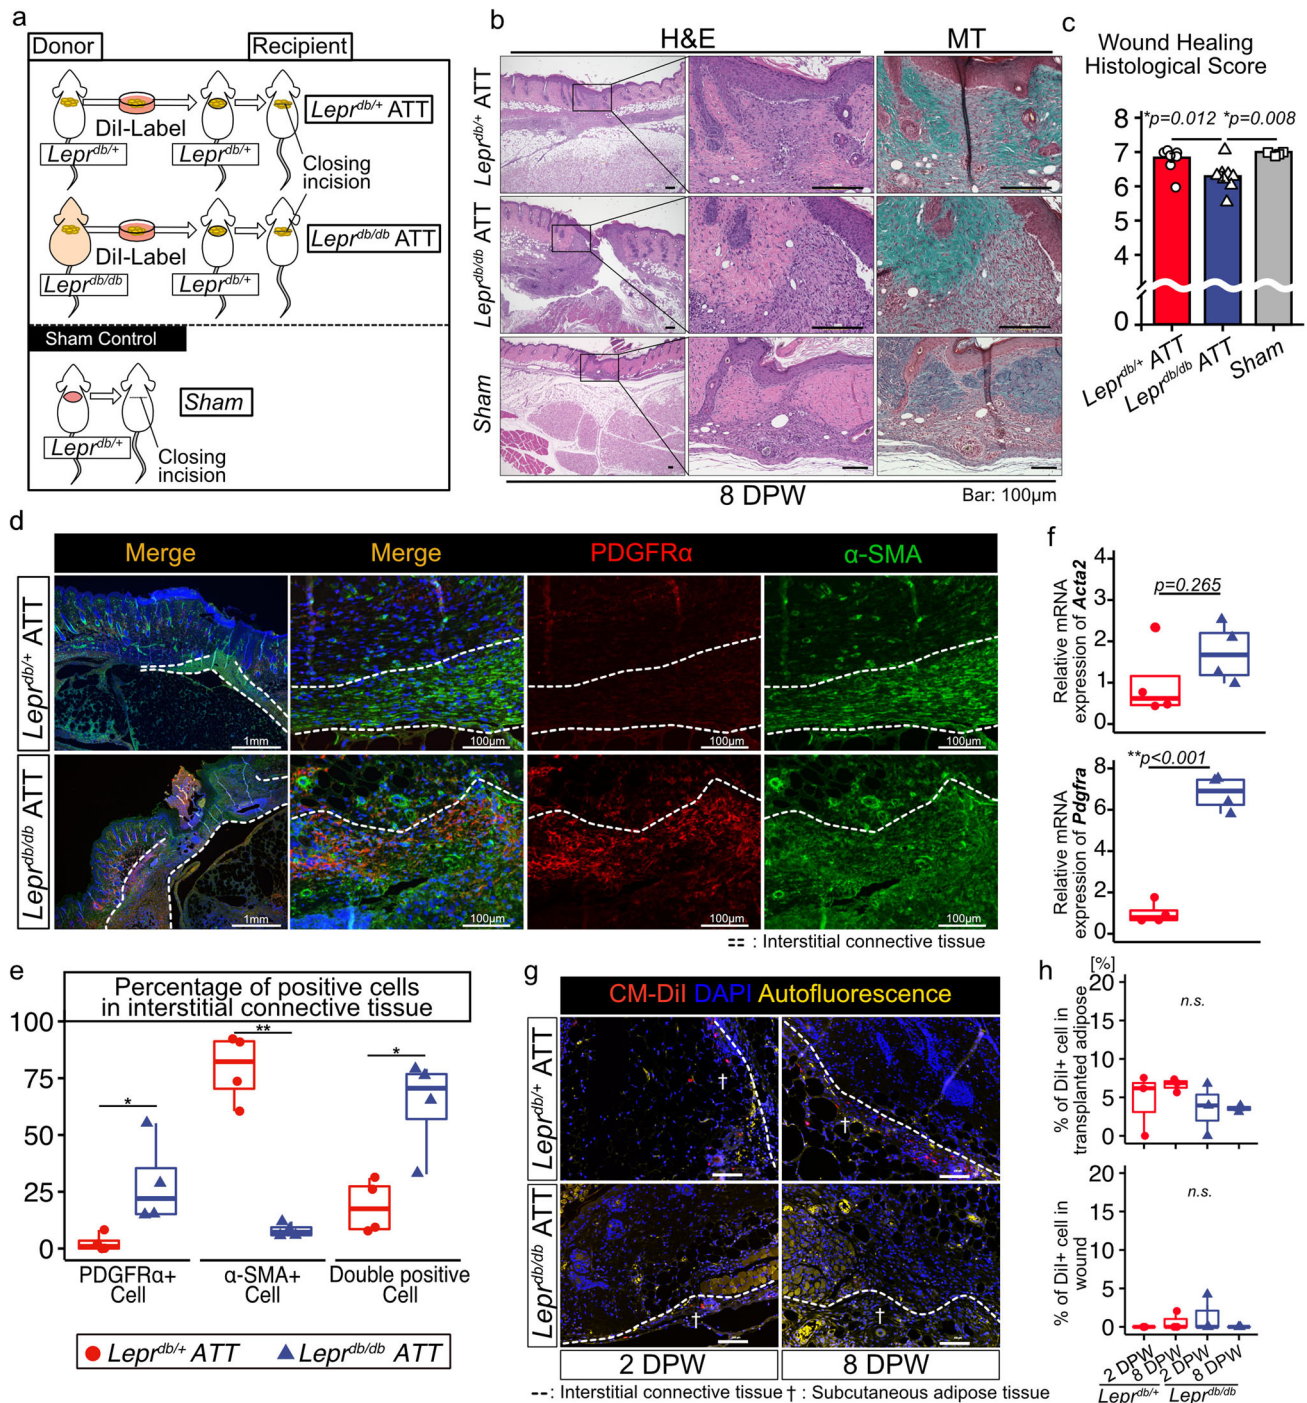 a
Donor
Recipient
DiI-Label
Lepr^db/+ ATT
Lepr^db/+
Lepr^db/+
Closing
incision
DiI-Label
Lepr^db/db ATT
Lepr^db/db
Lepr^db/+
Sham Control
Sham
Lepr^db/+
Closing
incision
b
H&E
MT
Lepr^db/+ ATT
Lepr^db/db ATT
Sham
8 DPW
Bar: 100μm
c
Wound Healing
Histological Score
*p=0.012 *p=0.008
8
7
6
4
2
0
Lepr^db/+ ATT
Lepr^db/db ATT
Sham
d
Merge
Merge
PDGFRα
α-SMA
Lepr^db/+ ATT
1mm
100μm
100μm
100μm
Lepr^db/db ATT
1mm
100μm
100μm
100μm
: Interstitial connective tissue
f
Relative mRNA
expression of Acta2
4
3
2
1
0
p=0.265
Relative mRNA
expression of Pdgfra
8
6
4
2
0
**p<0.001
e
Percentage of positive cells
in interstitial connective tissue
100
75
50
25
0
*
**
*
PDGFRα+
Cell
α-SMA+
Cell
Double positive
Cell
Lepr^db/+ ATT
Lepr^db/db ATT
g
CM-DiI DAPI Autofluorescence
Lepr^db/+ ATT
†
†
Lepr^db/db ATT
†
†
2 DPW
8 DPW
--: Interstitial connective tissue † : Subcutaneous adipose tissue
h
[%]
% of DiI+ cell in
transplanted adipose
20
15
10
5
0
n.s.
% of DiI+ cell in
wound
20
15
10
5
0
n.s.
2 DPW
8 DPW
2 DPW
8 DPW
Lepr^db/+
Lepr^db/db